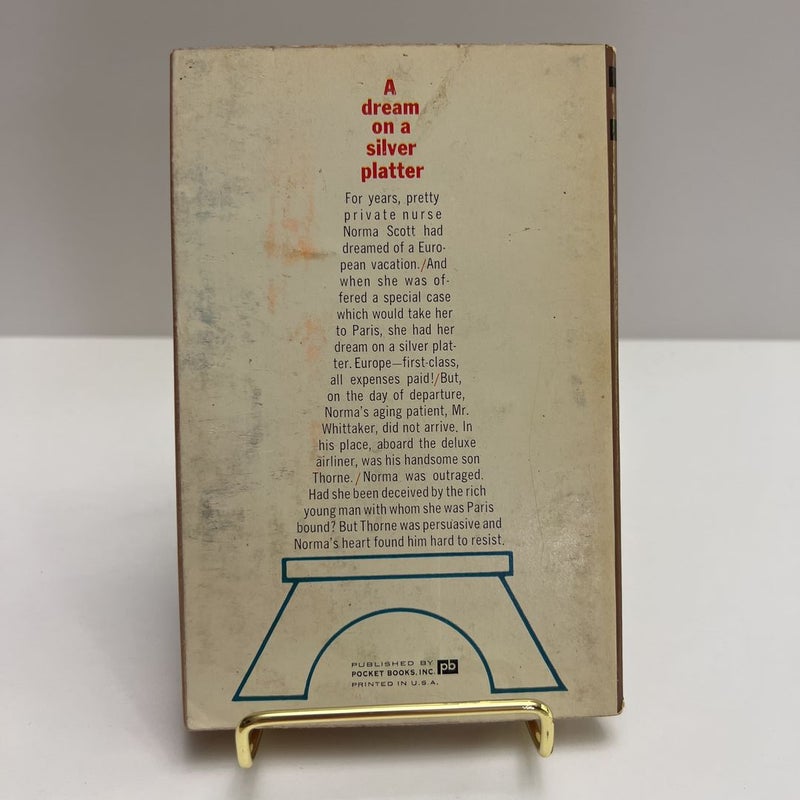 A
dream
on a
silver
platter
For years, pretty
private nurse
Norma Scott had
dreamed of a Euro-
pean vacation./And
when she was of-
fered a special case
which would take her
to Paris, she had her
dream on a silver plat-
ter. Europe—first-class,
all expenses paid!/But,
on the day of departure,
Norma's aging patient, Mr.
Whittaker, did not arrive. In
his place, aboard the deluxe
airliner, was his handsome son
Thorne./Norma was outraged.
Had she been deceived by the rich
young man with whom she was Paris
bound? But Thorne was persuasive and
Norma's heart found him hard to resist.
PUBLISHED BY
POCKET BOOKS, INC. pb
PRINTED IN U.S.A.